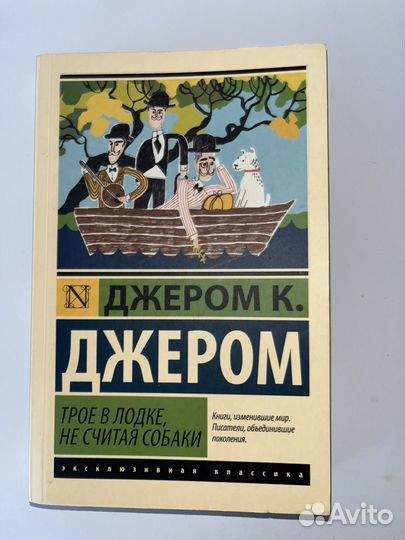 N
ДЖЕРОМ К.
ДЖЕРОМ
ТРОЕ В ЛОДКЕ,
НЕ СЧИТАЯ СОБАКИ
Книги, изменившие мир.
Писатели, объединившие
поколения.
эксклюзивная классика
Avito